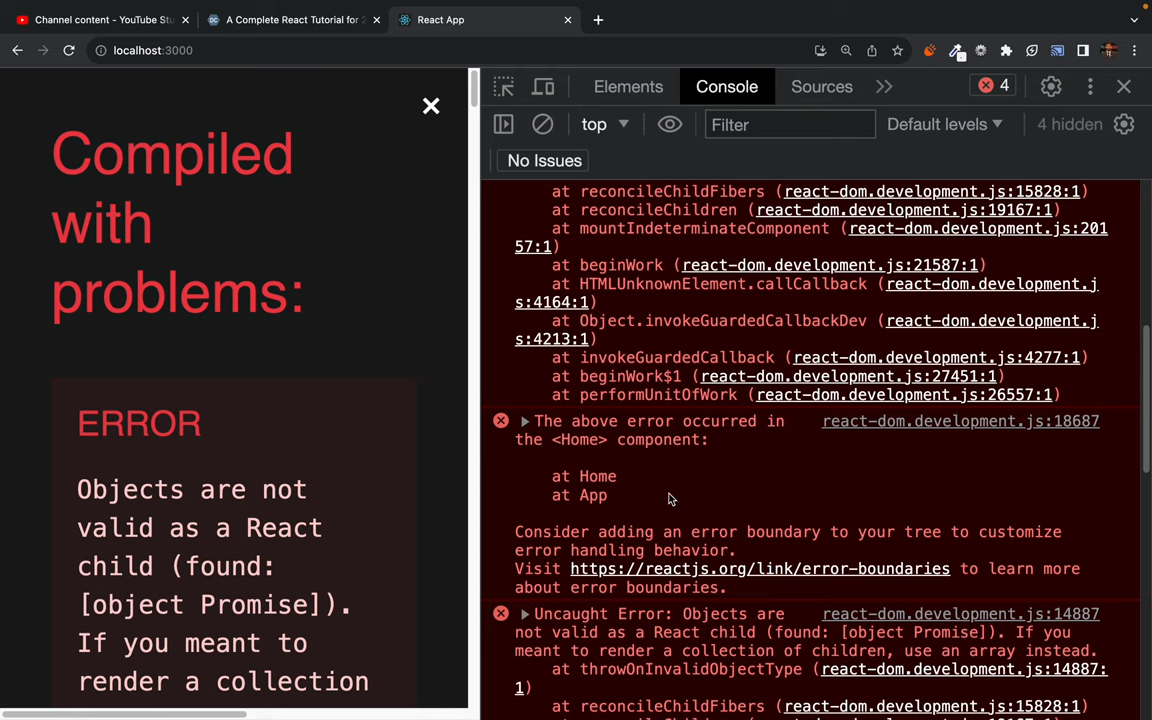 Channel content - YouTube Stu
A Complete React Tutorial for 2
React App
localhost:3000
Elements
Console
Sources
4
top
Filter
Default levels
4 hidden
No Issues
Compiled
with
problems:
ERROR
Objects are not
valid as a React
child (found:
[object Promise]).
If you meant to
render a collection
at reconcileChildFibers (react-dom.development.js:15828:1)
at reconcileChildren (react-dom.development.js:19167:1)
at mountIndeterminateComponent (react-dom.development.js:201
57:1)
at beginWork (react-dom.development.js:21587:1)
at HTMLUnknownElement.callCallback (react-dom.development.j
s:4164:1)
at Object.invokeGuardedCallbackDev (react-dom.development.j
s:4213:1)
at invokeGuardedCallback (react-dom.development.js:4277:1)
at beginWork$1 (react-dom.development.js:27451:1)
at performUnitOfWork (react-dom.development.js:26557:1)
The above error occurred in react-dom.development.js:18687
the <Home> component:
at Home
at App
Consider adding an error boundary to your tree to customize
error handling behavior.
Visit https://reactjs.org/link/error-boundaries to learn more
about error boundaries.
Uncaught Error: Objects are react-dom.development.js:14887
not valid as a React child (found: [object Promise]). If you
meant to render a collection of children, use an array instead.
at throwOnInvalidObjectType (react-dom.development.js:14887:
1)
at reconcileChildFibers (react-dom.development.js:15828:1)